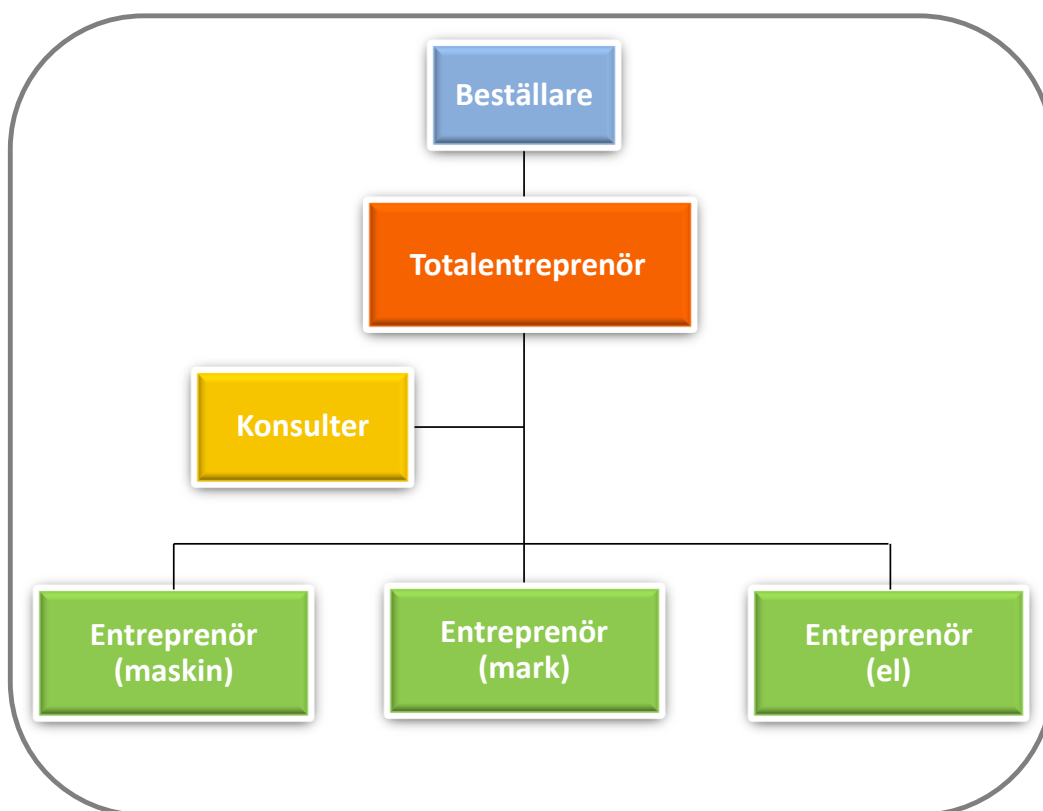 Beställare
Totalentreprenör
Konsulter
Entreprenör
(maskin)
Entreprenör
(mark)
Entreprenör
(el)